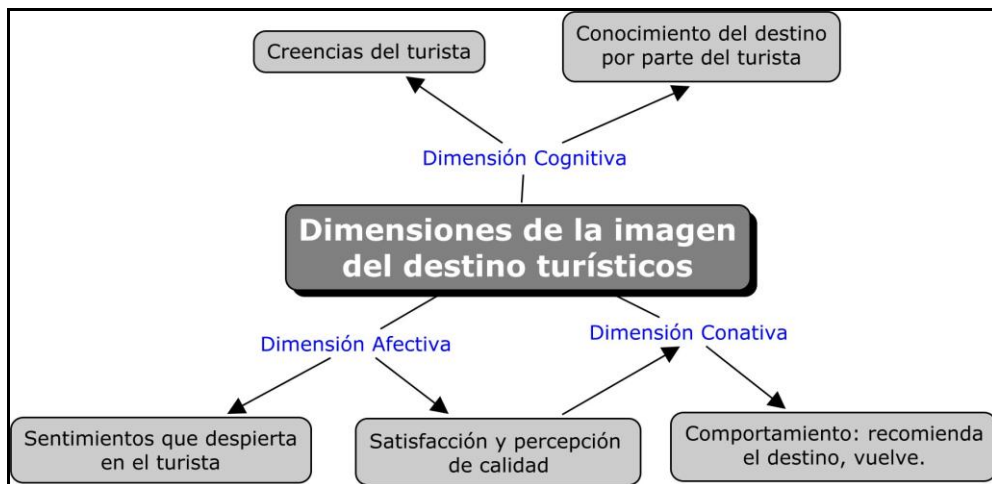 Creencias del turista
Conocimiento del destino
por parte del turista
Dimensión Cognitiva
Dimensiones de la imagen
del destino turísticos
Dimensión Afectiva
Dimensión Conativa
Sentimientos que despierta
en el turista
Satisfacción y percepción
de calidad
Comportamiento: recomienda
el destino, vuelve.